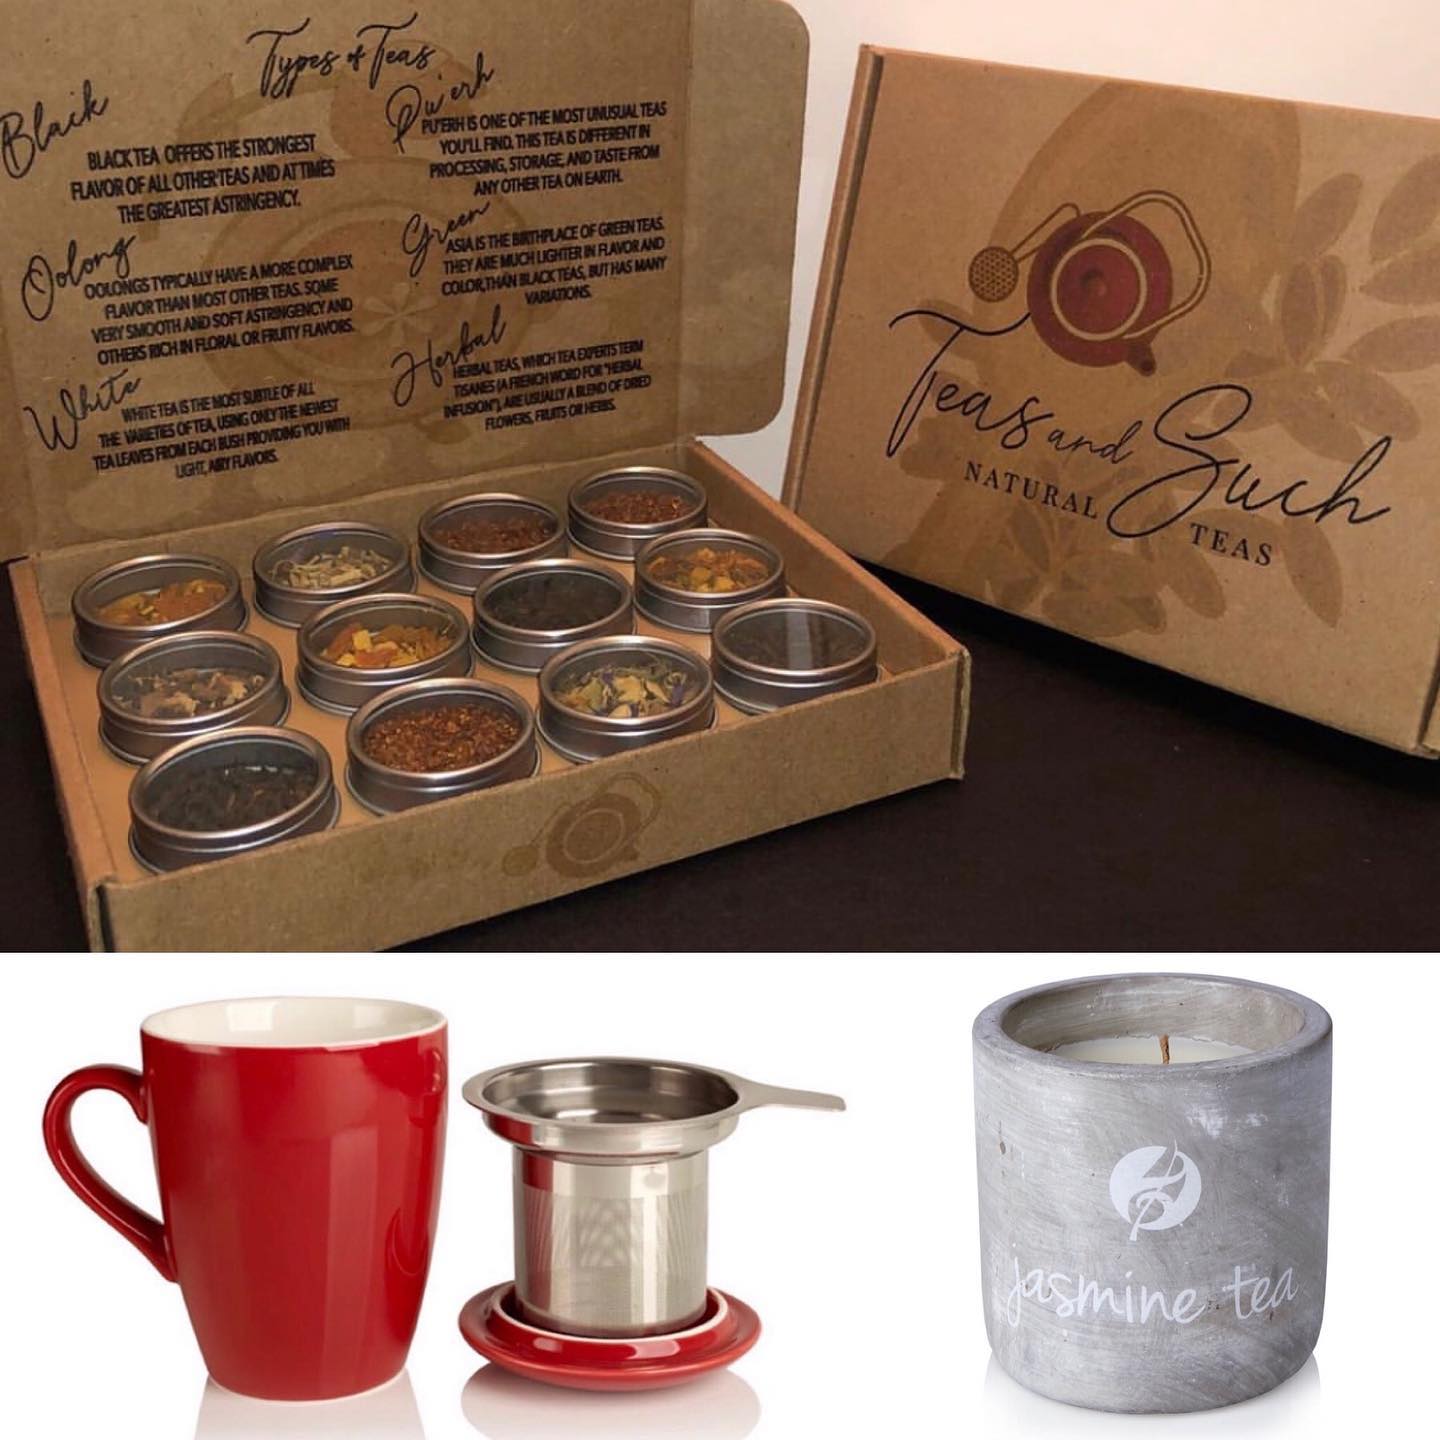 Types of Teas
Black
BLACK TEA OFFERS THE STRONGEST
FLAVOR OF ALL OTHER TEAS AND AT TIMES
THE GREATEST ASTRINGENCY.
Oolong
OOLONGS TYPICALLY HAVE A MORE COMPLEX
FLAVOR THAN MOST OTHER TEAS. SOME
VERY SMOOTH AND SOFT ASTRINGENCY AND
OTHERS RICH IN FLORAL OR FRUITY FLAVORS.
White
WHITE TEA IS THE MOST SUBTLE OF ALL
THE VARIETIES OF TEA, USING ONLY THE NEWEST
TEA LEAVES FROM EACH BUSH PROVIDING YOU WITH
LIGHT, AIRY FLAVORS.
Pu'erh
PU'ERH IS ONE OF THE MOST UNUSUAL TEAS
YOU'LL FIND. THIS TEA IS DIFFERENT IN
PROCESSING, STORAGE, AND TASTE FROM
ANY OTHER TEA ON EARTH.
Green
ASIA IS THE BIRTHPLACE OF GREEN TEAS.
THEY ARE MUCH LIGHTER IN FLAVOR AND
COLOR, THAN BLACK TEAS, BUT HAS MANY
VARIATIONS.
Herbal
HERBAL TEAS, WHICH TEA EXPERTS TERM
TISANES (A FRENCH WORD FOR "HERBAL
INFUSION"), ARE USUALLY A BLEND OF DRIED
FLOWERS, FRUITS OR HERBS.
Teas and Such
NATURAL TEAS
jasmine tea